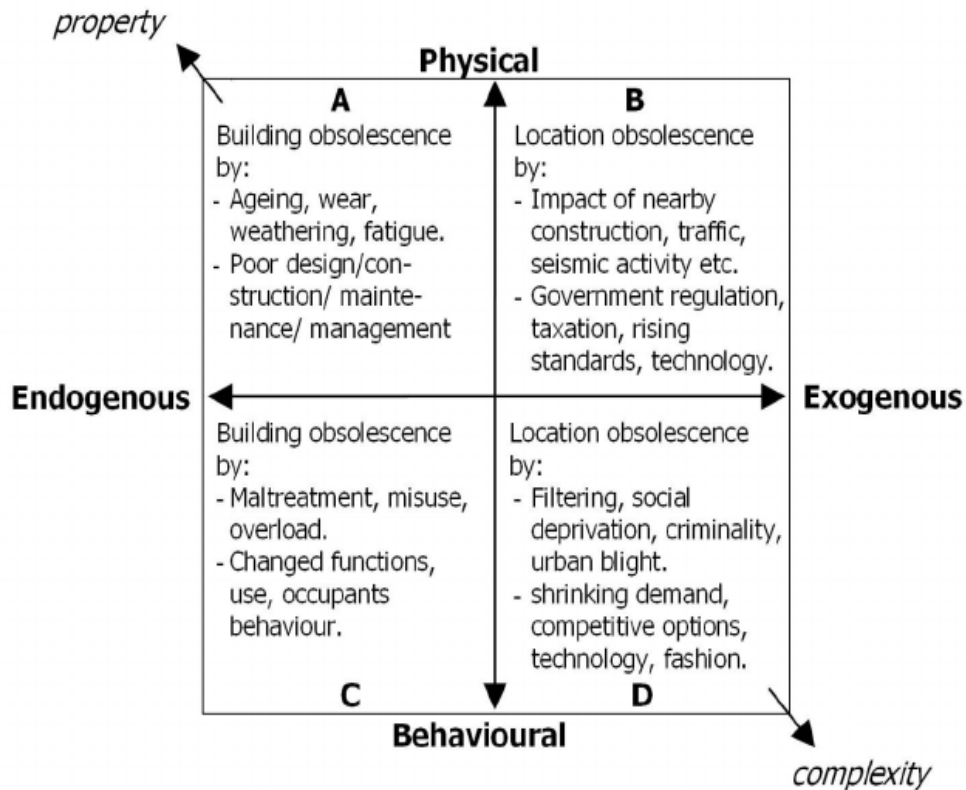 property
Physical
A
Building obsolescence
by:
- Ageing, wear,
weathering, fatigue.
- Poor design/con-
struction/ mainte-
nance/ management
B
Location obsolescence
by:
- Impact of nearby
construction, traffic,
seismic activity etc.
- Government regulation,
taxation, rising
standards, technology.
Endogenous
Exogenous
Building obsolescence
by:
- Maltreatment, misuse,
overload.
- Changed functions,
use, occupants
behaviour.
C
Location obsolescence
by:
- Filtering, social
deprivation, criminality,
urban blight.
- shrinking demand,
competitive options,
technology, fashion.
D
Behavioural
complexity